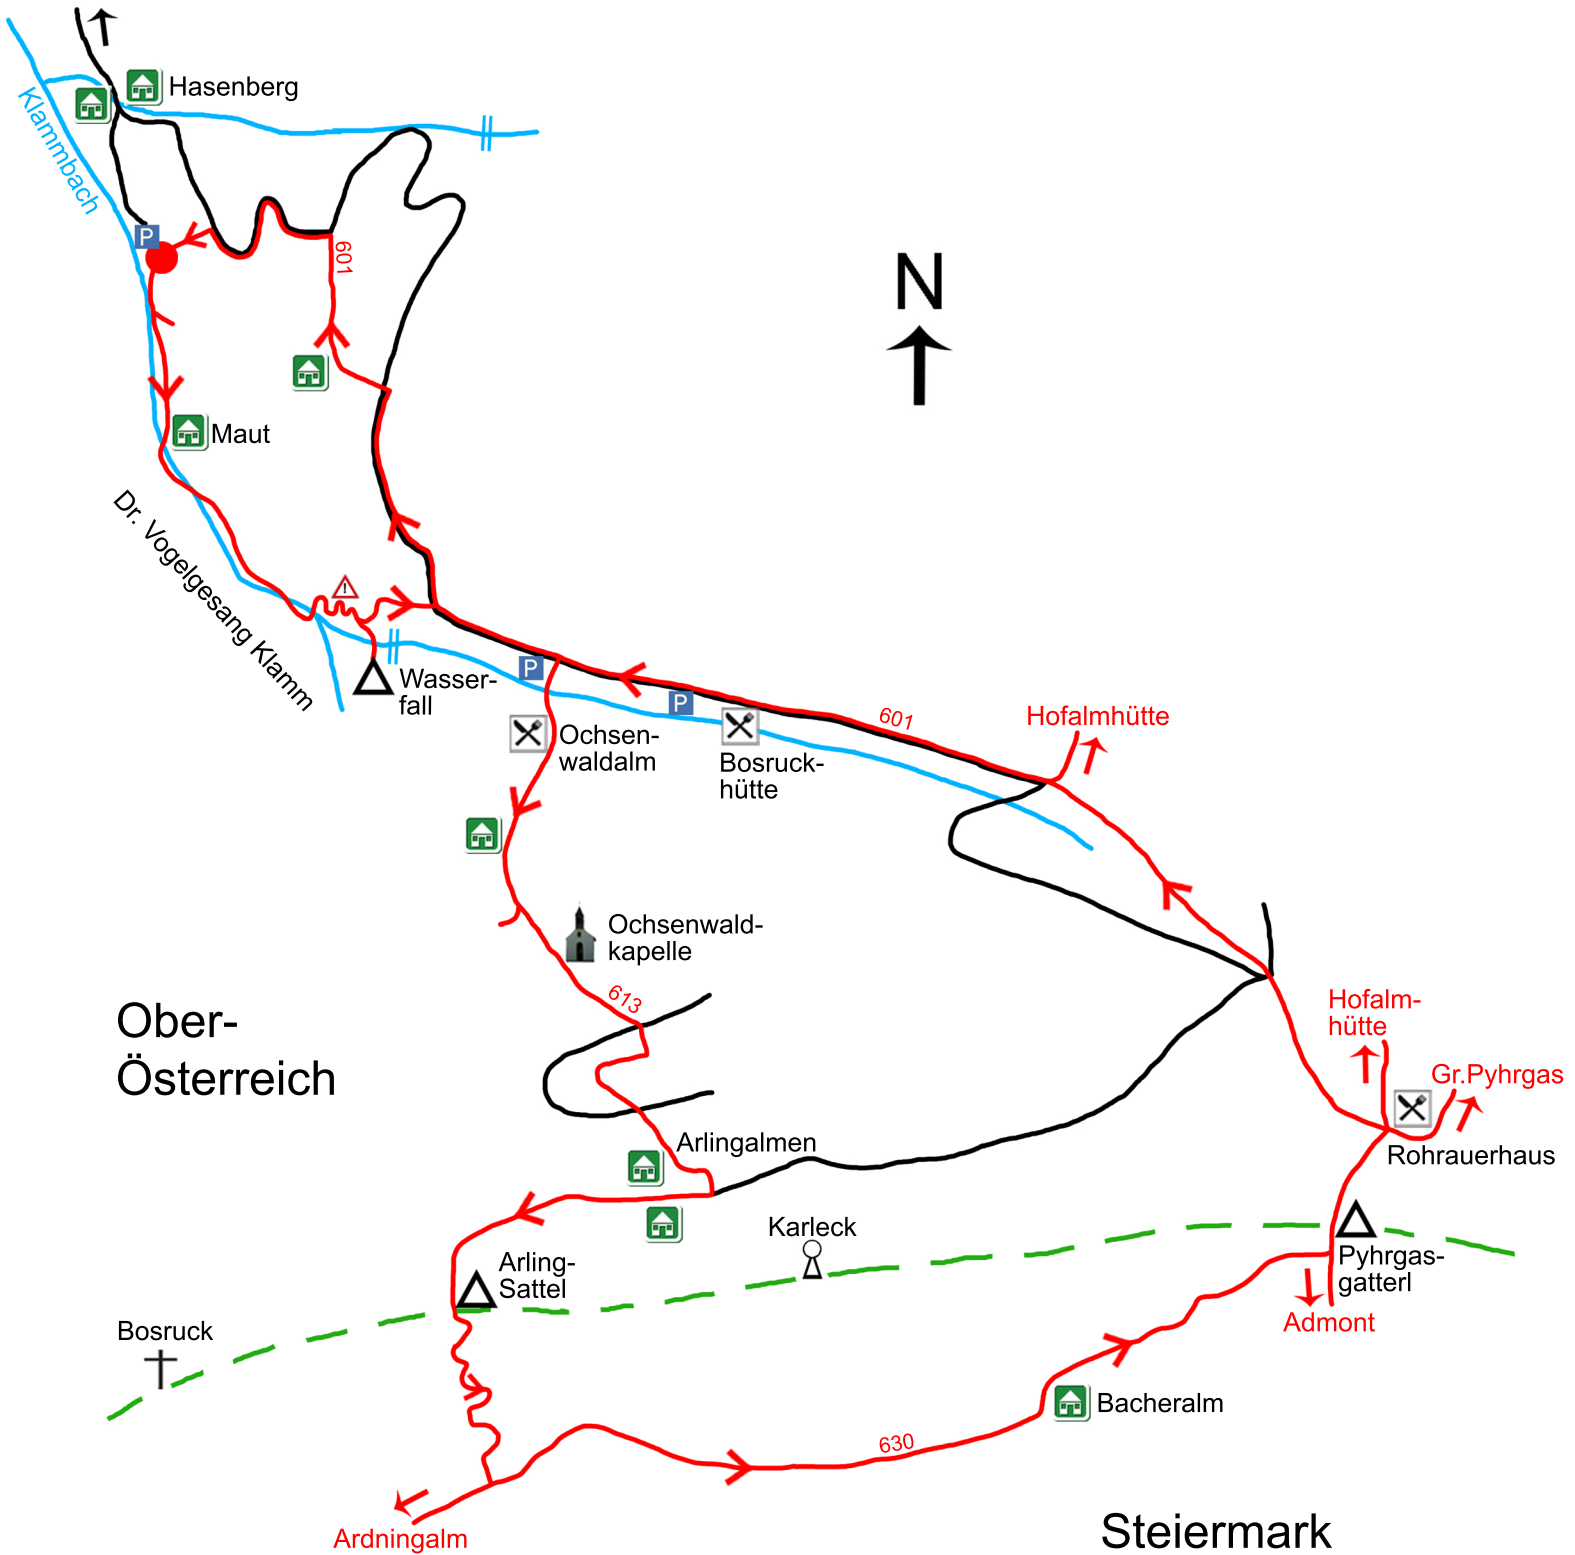 Hasenberg
Klammbach
P
601
N
Maut
Dr. Vogelgesang Klamm
!
Wasser-
fall
P
P
601
Hofalmhütte
Ochsen-
waldalm
Bosruck-
hütte
Ochsenwald-
kapelle
613
Ober-
Österreich
Hofalm-
hütte
Gr.Pyhrgas
Arlingalmen
Rohrauerhaus
Karleck
Arling-
Sattel
Pyhrgas-
gatterl
Admont
Bosruck
Bacheralm
630
Ardningalm
Steiermark